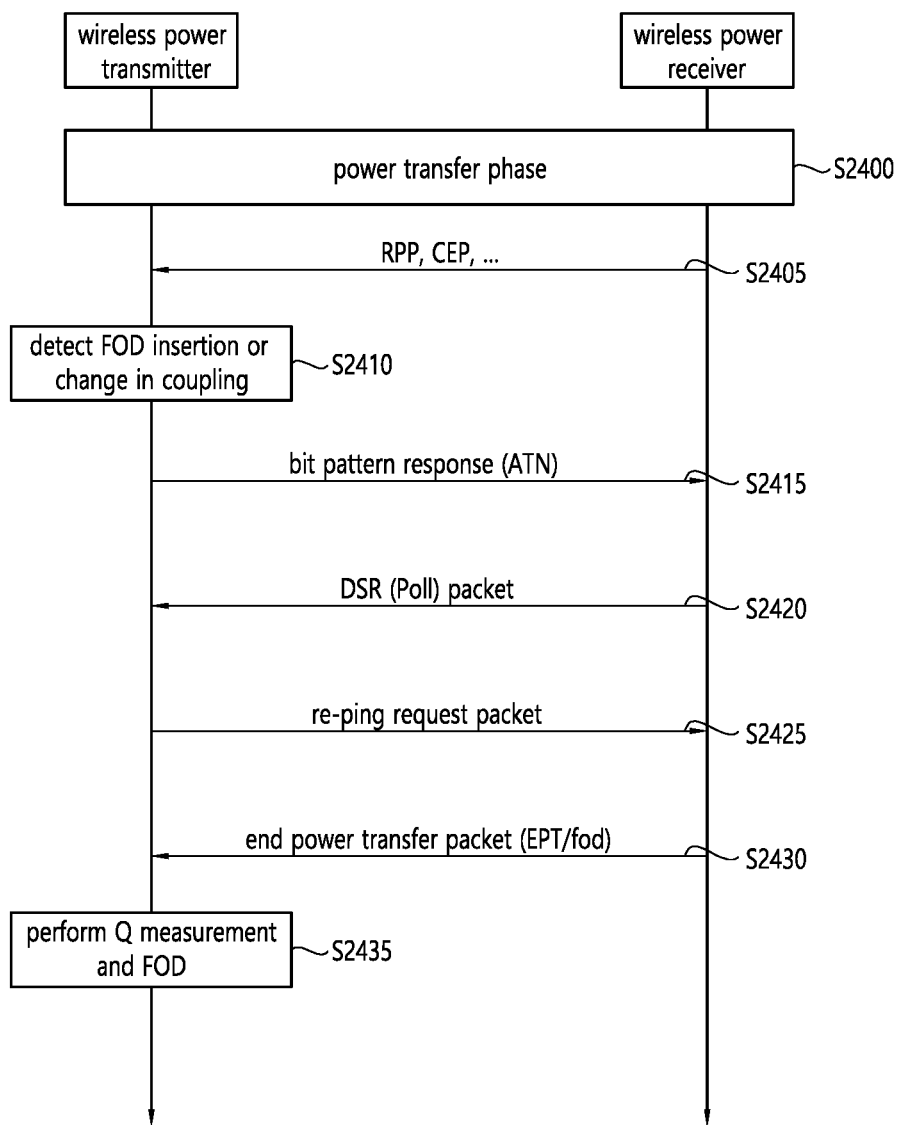 wireless power
transmitter
wireless power
receiver
power transfer phase
S2400
RPP, CEP, ...
S2405
detect FOD insertion or
change in coupling
S2410
bit pattern response (ATN)
S2415
DSR (Poll) packet
S2420
re-ping request packet
S2425
end power transfer packet (EPT/fod)
S2430
perform Q measurement
and FOD
S2435